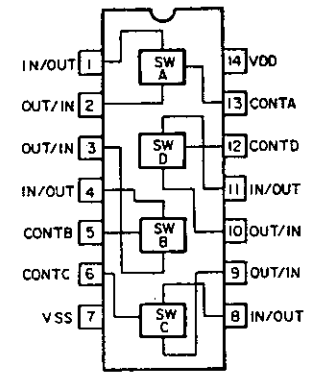 IN/OUT 1 SW A 14 VDD
OUT/IN 2 13 CONTA
OUT/IN 3 SW D 12 CONTD
IN/OUT 4 11 IN/OUT
CONTB 5 SW B 10 OUT/IN
CONTC 6 9 OUT/IN
VSS 7 SW C 8 IN/OUT